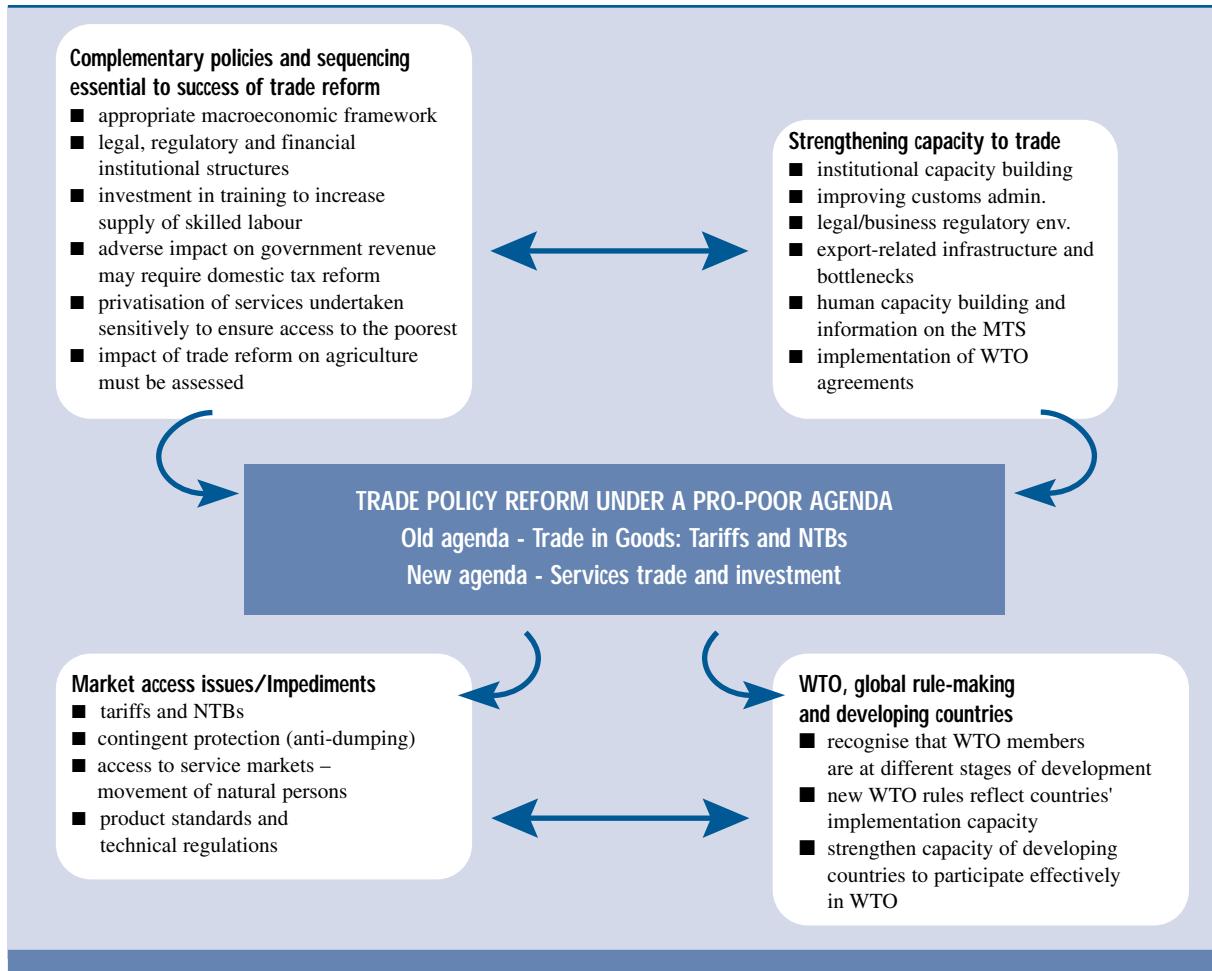 Complementary policies and sequencing
essential to success of trade reform
■ appropriate macroeconomic framework
■ legal, regulatory and financial
institutional structures
■ investment in training to increase
supply of skilled labour
■ adverse impact on government revenue
may require domestic tax reform
■ privatisation of services undertaken
sensitively to ensure access to the poorest
■ impact of trade reform on agriculture
must be assessed
Strengthening capacity to trade
■ institutional capacity building
■ improving customs admin.
■ legal/business regulatory env.
■ export-related infrastructure and
bottlenecks
■ human capacity building and
information on the MTS
■ implementation of WTO
agreements
TRADE POLICY REFORM UNDER A PRO-POOR AGENDA
Old agenda - Trade in Goods: Tariffs and NTBs
New agenda - Services trade and investment
Market access issues/Impediments
■ tariffs and NTBs
■ contingent protection (anti-dumping)
■ access to service markets –
movement of natural persons
■ product standards and
technical regulations
WTO, global rule-making
and developing countries
■ recognise that WTO members
are at different stages of development
■ new WTO rules reflect countries'
implementation capacity
■ strengthen capacity of developing
countries to participate effectively
in WTO